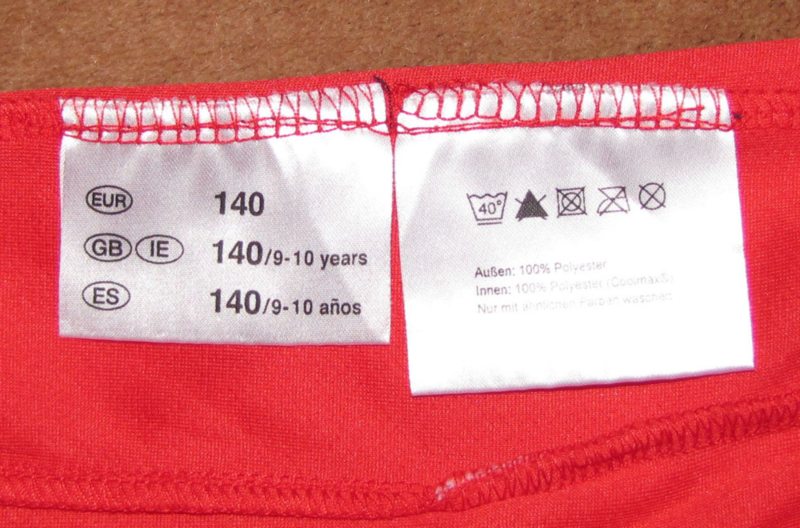 EUR 140
GB IE 140/9-10 years
ES 140/9-10 años
40°
Außen: 100% Polyester
Innen: 100% Polyester (Coolmax®)
Nur mit ähnlichen Farben waschen